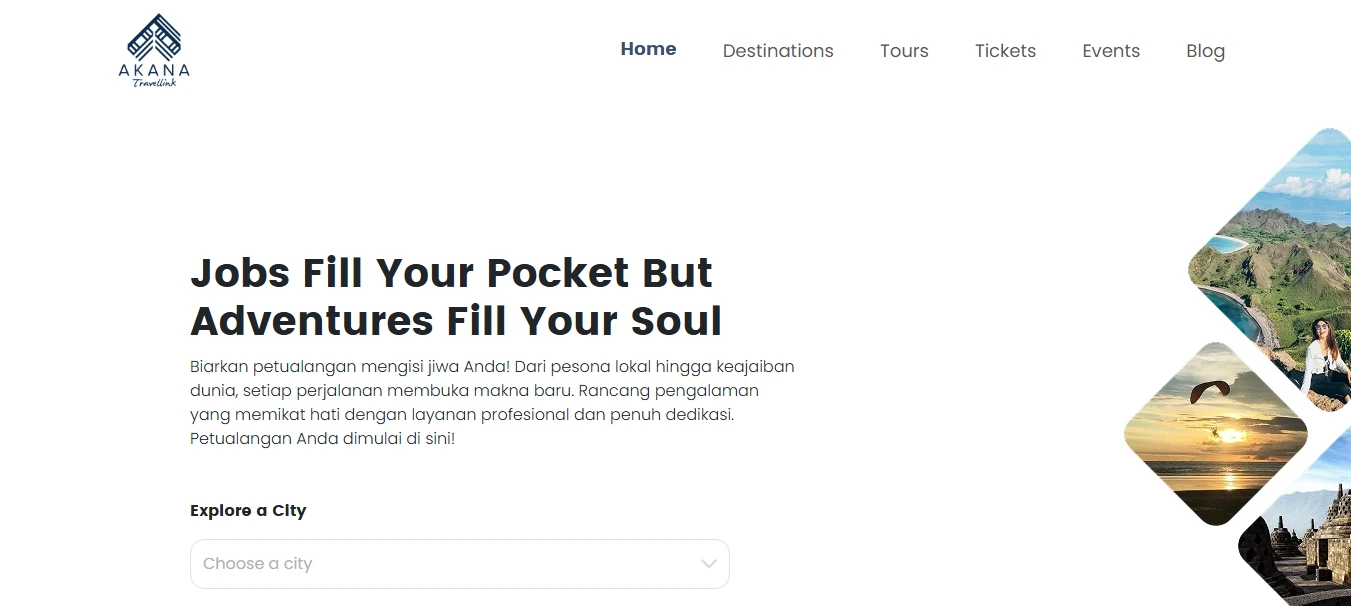 AKANA
Travellink
Home
Destinations
Tours
Tickets
Events
Blog
Jobs Fill Your Pocket But
Adventures Fill Your Soul
Biarkan petualangan mengisi jiwa Anda! Dari pesona lokal hingga keajaiban
dunia, setiap perjalanan membuka makna baru. Rancang pengalaman
yang memikat hati dengan layanan profesional dan penuh dedikasi.
Petualangan Anda dimulai di sini!
Explore a City
Choose a city